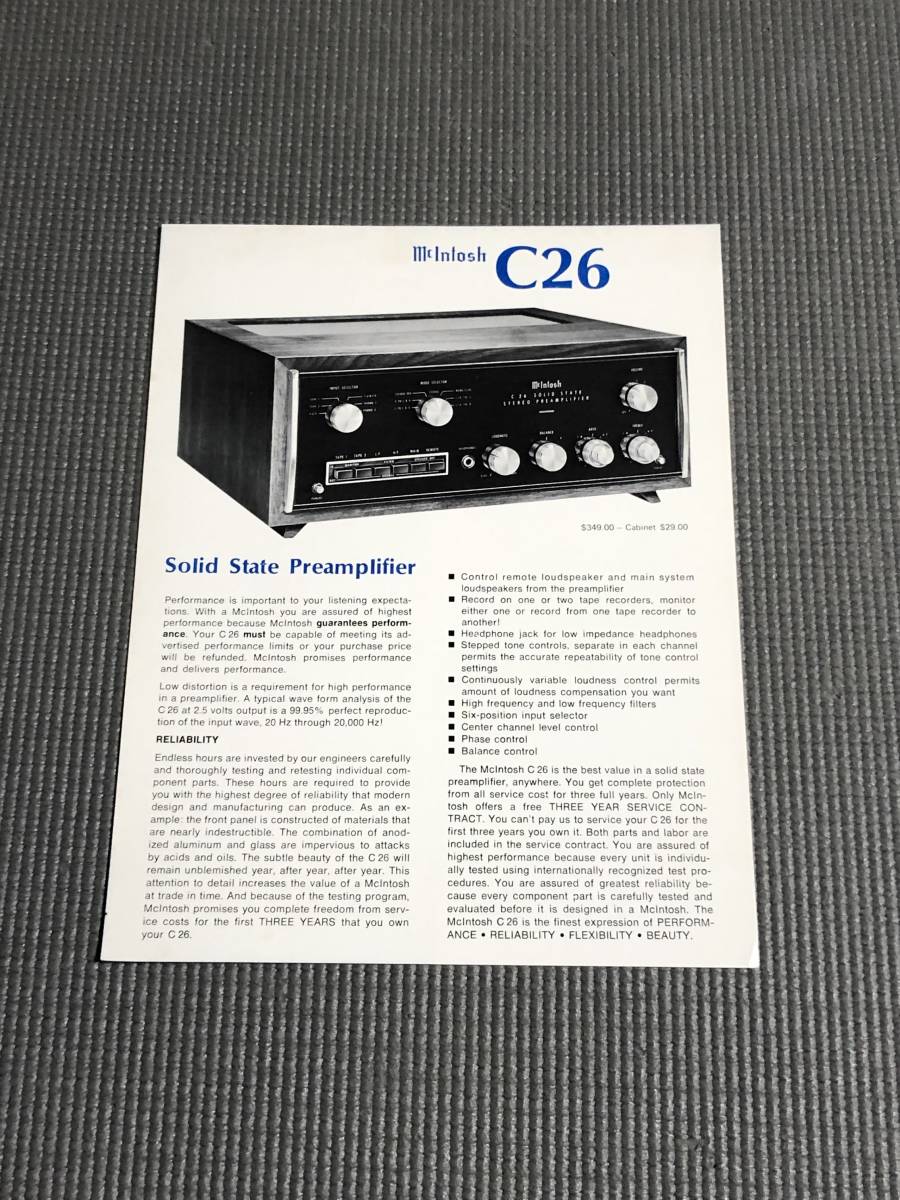 McIntosh C26
INPUT SELECTOR
MODE SELECTOR
McIntosh
C 26 SOLID STATE
STEREO PREAMPLIFIER
VOLUME
LOUDNESS
BALANCE
BASS
TREBLE
TAPE 1 TAPE 2 L F H F MAIN REMOTE
$349.00 – Cabinet $29.00
Solid State Preamplifier
Performance is important to your listening expecta-
tions. With a McIntosh you are assured of highest
performance because McIntosh guarantees perform-
ance. Your C 26 must be capable of meeting its ad-
vertised performance limits or your purchase price
will be refunded. McIntosh promises performance
and delivers performance.
Low distortion is a requirement for high performance
in a preamplifier. A typical wave form analysis of the
C 26 at 2.5 volts output is a 99.95% perfect reproduc-
tion of the input wave, 20 Hz through 20,000 Hz!
RELIABILITY
Endless hours are invested by our engineers carefully
and thoroughly testing and retesting individual com-
ponent parts. These hours are required to provide
you with the highest degree of reliability that modern
design and manufacturing can produce. As an ex-
ample: the front panel is constructed of materials that
are nearly indestructible. The combination of anod-
ized aluminum and glass are impervious to attacks
by acids and oils. The subtle beauty of the C 26 will
remain unblemished year, after year, after year. This
attention to detail increases the value of a McIntosh
at trade in time. And because of the testing program,
McIntosh promises you complete freedom from serv-
ice costs for the first THREE YEARS that you own
your C 26.
■ Control remote loudspeaker and main system
loudspeakers from the preamplifier
■ Record on one or two tape recorders, monitor
either one or record from one tape recorder to
another!
■ Headphone jack for low impedance headphones
■ Stepped tone controls, separate in each channel
permits the accurate repeatability of tone control
settings
■ Continuously variable loudness control permits
amount of loudness compensation you want
■ High frequency and low frequency filters
■ Six-position input selector
■ Center channel level control
■ Phase control
■ Balance control
The McIntosh C 26 is the best value in a solid state
preamplifier, anywhere. You get complete protection
from all service cost for three full years. Only McIn-
tosh offers a free THREE YEAR SERVICE CON-
TRACT. You can't pay us to service your C 26 for the
first three years you own it. Both parts and labor are
included in the service contract. You are assured of
highest performance because every unit is individu-
ally tested using internationally recognized test pro-
cedures. You are assured of greatest reliability be-
cause every component part is carefully tested and
evaluated before it is designed in a McIntosh. The
McIntosh C 26 is the finest expression of PERFORM-
ANCE • RELIABILITY • FLEXIBILITY • BEAUTY.